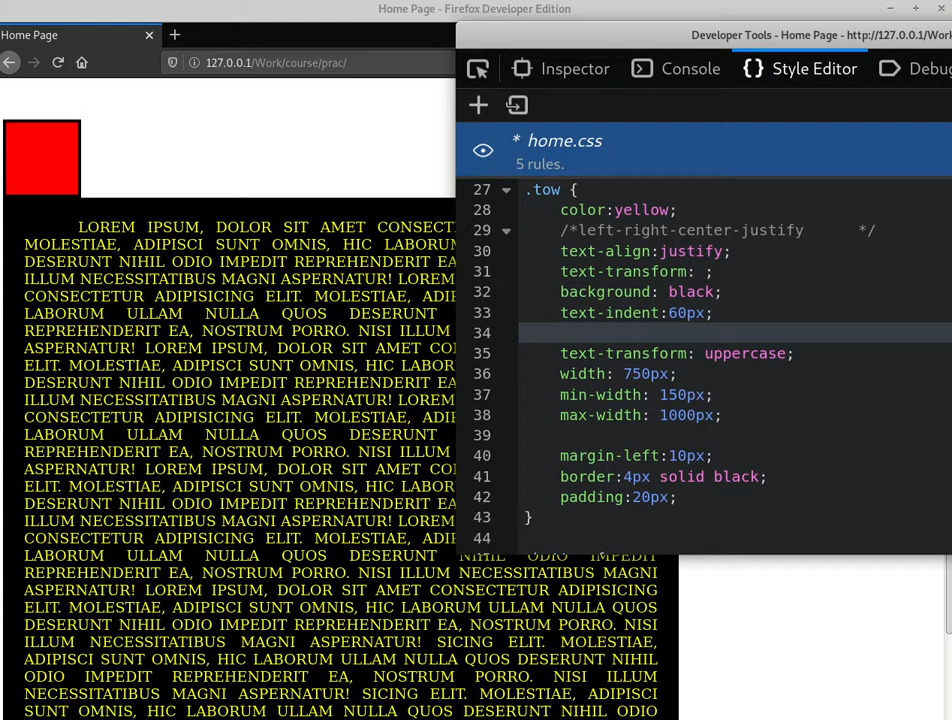 Home Page - Firefox Developer Edition
Home Page
Developer Tools - Home Page - http://127.0.0.1/Work
127.0.0.1/Work/course/prac/
Inspector Console {} Style Editor Debug
* home.css
5 rules.
27 .tow {
28 color:yellow;
29 /*left-right-center-justify */
30 text-align:justify;
31 text-transform: ;
32 background: black;
33 text-indent:60px;
34
35 text-transform: uppercase;
36 width: 750px;
37 min-width: 150px;
38 max-width: 1000px;
39
40 margin-left:10px;
41 border:4px solid black;
42 padding:20px;
43 }
44
LOREM IPSUM, DOLOR SIT AMET CONSECT
MOLESTIAE, ADIPISCI SUNT OMNIS, HIC LABORUM
DESERUNT NIHIL ODIO IMPEDIT REPREHENDERIT EA,
ILLUM NECESSITATIBUS MAGNI ASPERNATUR! LOREM
CONSECTETUR ADIPISICING ELIT. MOLESTIAE, ADIP
LABORUM ULLAM NULLA QUOS DESERUNT
REPREHENDERIT EA, NOSTRUM PORRO. NISI ILLUM
ASPERNATUR! LOREM IPSUM, DOLOR SIT AMET CO
ELIT. MOLESTIAE, ADIPISCI SUNT OMNIS, HIC LABO
DESERUNT NIHIL ODIO IMPEDIT REPREHENDERIT EA,
ILLUM NECESSITATIBUS MAGNI ASPERNATUR! LOREM
CONSECTETUR ADIPISICING ELIT. MOLESTIAE, ADIP
LABORUM ULLAM NULLA QUOS DESERUNT
REPREHENDERIT EA, NOSTRUM PORRO. NISI ILLUM
ASPERNATUR! LOREM IPSUM, DOLOR SIT AMET CO
ELIT. MOLESTIAE, ADIPISCI SUNT OMNIS, HIC LABO
DESERUNT NIHIL ODIO IMPEDIT REPREHENDERIT EA,
ILLUM NECESSITATIBUS MAGNI ASPERNATUR! LOREM
CONSECTETUR ADIPISICING ELIT. MOLESTIAE, ADIP
LABORUM ULLAM NULLA QUOS DESERUNT NIHIL ODIO IMPEDIT
REPREHENDERIT EA, NOSTRUM PORRO. NISI ILLUM NECESSITATIBUS MAGNI
ASPERNATUR! LOREM IPSUM, DOLOR SIT AMET CONSECTETUR ADIPISICING
ELIT. MOLESTIAE, ADIPISCI SUNT OMNIS, HIC LABORUM ULLAM NULLA QUOS
DESERUNT NIHIL ODIO IMPEDIT REPREHENDERIT EA, NOSTRUM PORRO. NISI
ILLUM NECESSITATIBUS MAGNI ASPERNATUR! SICING ELIT. MOLESTIAE,
ADIPISCI SUNT OMNIS, HIC LABORUM ULLAM NULLA QUOS DESERUNT NIHIL
ODIO IMPEDIT REPREHENDERIT EA, NOSTRUM PORRO. NISI ILLUM
NECESSITATIBUS MAGNI ASPERNATUR! SICING ELIT. MOLESTIAE, ADIPISCI
SUNT OMNIS, HIC LABORUM ULLAM NULLA QUOS DESERUNT NIHIL ODIO